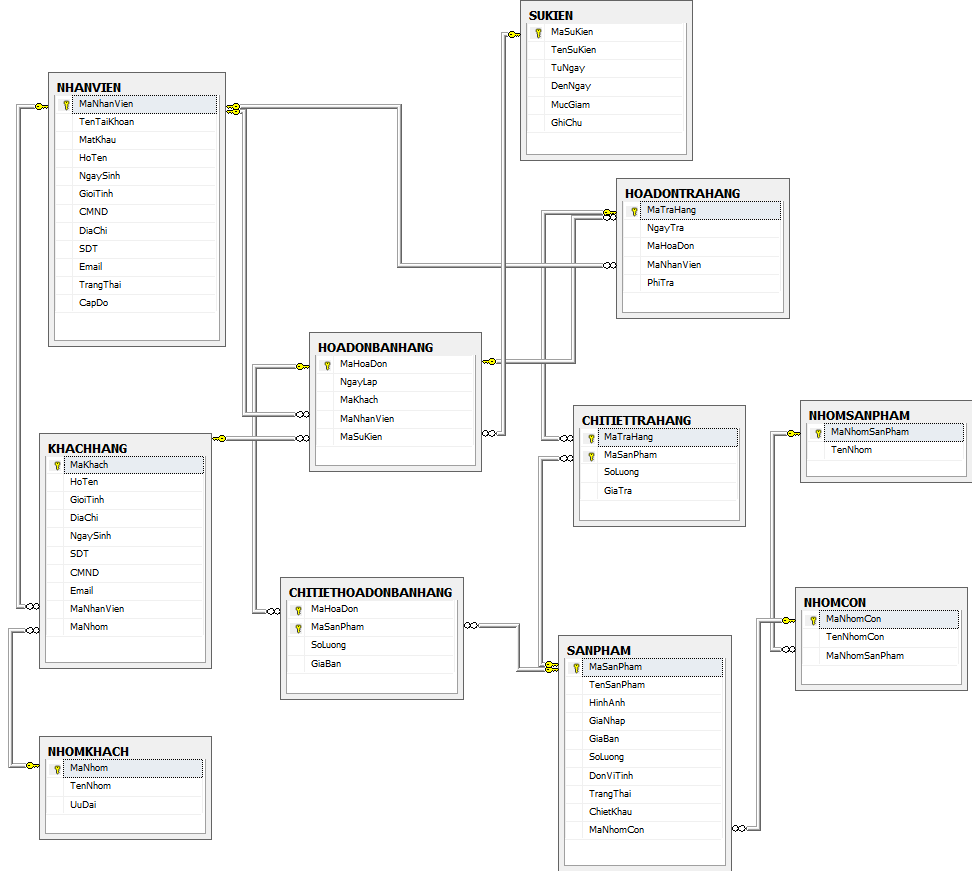 SUKIEN
MaSuKien
TenSuKien
TuNgay
DenNgay
MucGiam
GhiChu
NHANVIEN
MaNhanVien
TenTaiKhoan
MatKhau
HoTen
NgaySinh
GioiTinh
CMND
DiaChi
SDT
Email
TrangThai
CapDo
HOADONTRAHANG
MaTraHang
NgayTra
MaHoaDon
MaNhanVien
PhiTra
HOADONBANHANG
MaHoaDon
NgayLap
MaKhach
MaNhanVien
MaSuKien
CHITIETTRAHANG
MaTraHang
MaSanPham
SoLuong
GiaTra
NHOMSANPHAM
MaNhomSanPham
TenNhom
KHACHHANG
MaKhach
HoTen
GioiTinh
DiaChi
NgaySinh
SDT
CMND
Email
MaNhanVien
MaNhom
CHITIETHOADONBANHANG
MaHoaDon
MaSanPham
SoLuong
GiaBan
NHOMCON
MaNhomCon
TenNhomCon
MaNhomSanPham
SANPHAM
MaSanPham
TenSanPham
HinhAnh
GiaNhap
GiaBan
SoLuong
DonViTinh
TrangThai
ChietKhau
MaNhomCon
NHOMKHACH
MaNhom
TenNhom
UuDai